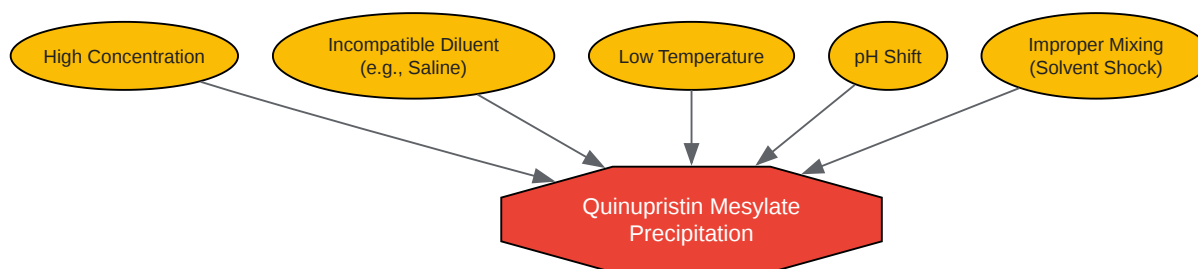 High Concentration
Incompatible Diluent
(e.g., Saline)
Low Temperature
pH Shift
Improper Mixing
(Solvent Shock)
Quinupristin Mesylate
Precipitation